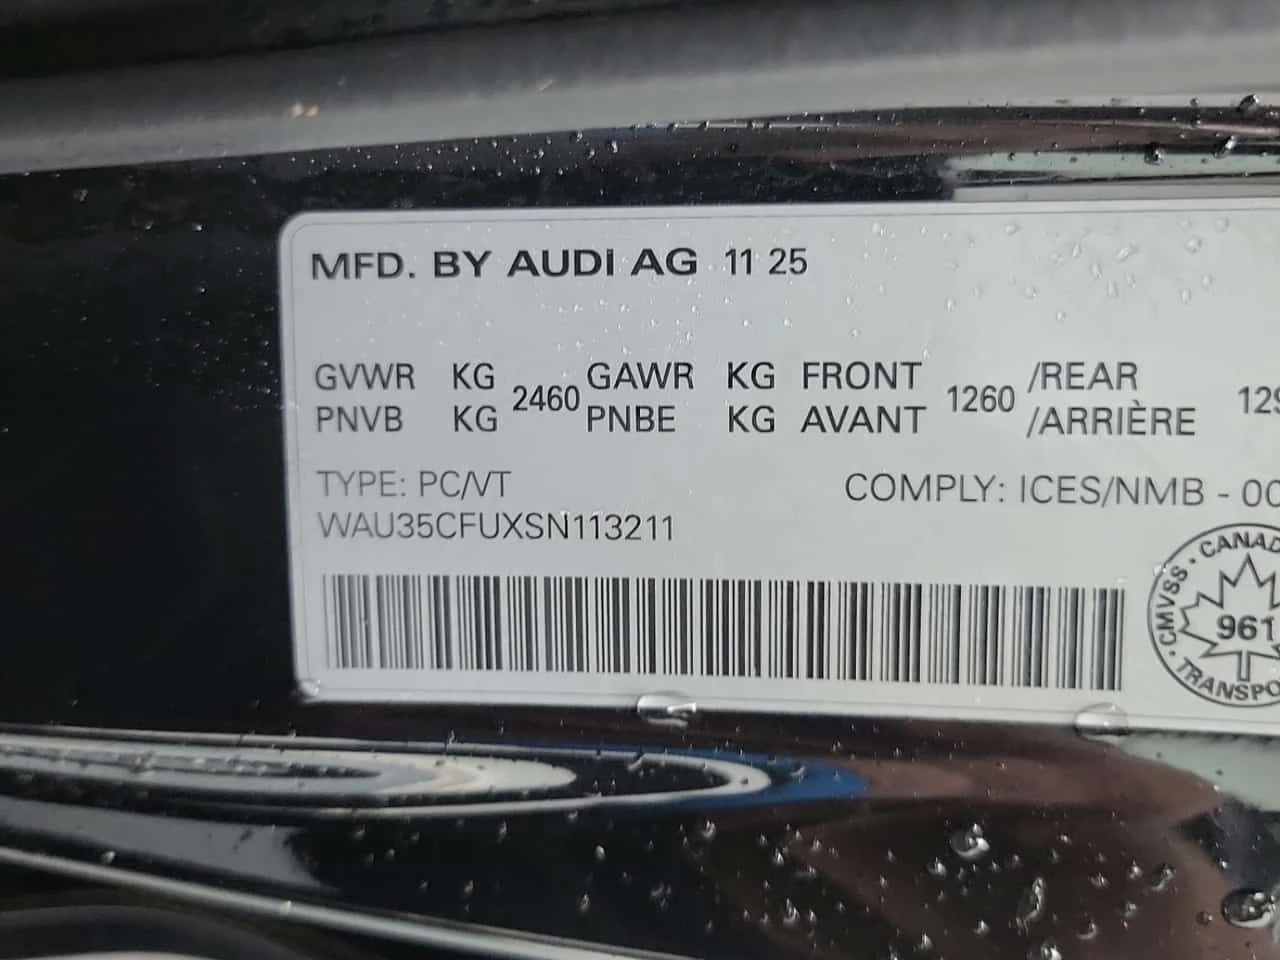 MFD. BY AUDI AG 11 25
GVWR KG 2460 GAWR KG FRONT 1260 /REAR
PNVB KG PNBE KG AVANT /ARRIÈRE
TYPE: PC/VT COMPLY: ICES/NMB -
WAU35CFUXSN113211
CMVSS
961